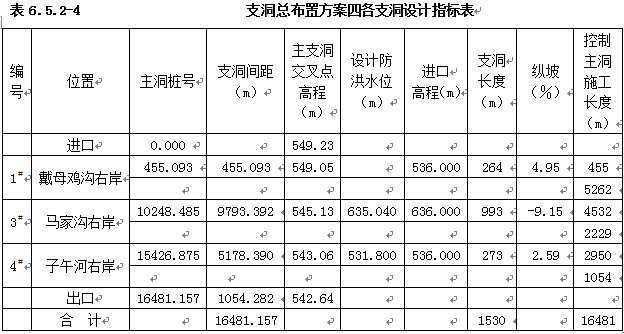 表 6.5.2-4 支洞总布置方案四各支洞设计指标表
编号 位置 主洞桩号 支洞间距（m） 主支洞交叉点高程（m） 设计防洪水位（m） 进口高程(m) 支洞长度（m） 纵坡（%） 控制主洞施工长度（m）
进口 0.000 549.23
1# 戴母鸡沟右岸 455.093 455.093 549.05 536.000 264 4.95 455
5262
3# 马家沟右岸 10248.485 9793.392 545.13 635.040 636.000 993 -9.15 4532
2229
4# 子午河右岸 15426.875 5178.390 543.06 531.800 536.000 273 2.59 2950
1054
出口 16481.157 1054.282 542.64
合 计 16481.157 1530 16481